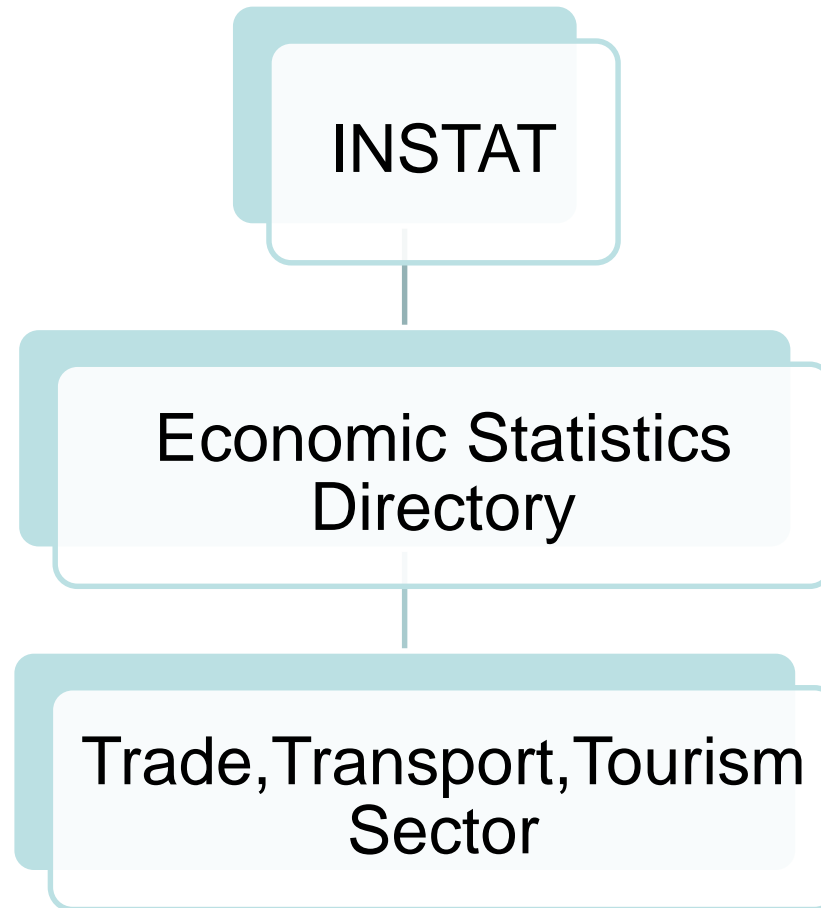 INSTAT
Economic Statistics
Directory
Trade,Transport,Tourism
Sector